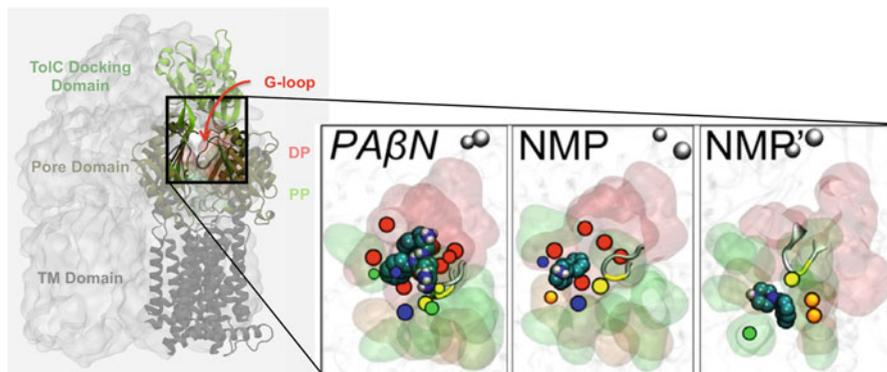 TolC Docking
Domain
G-loop
Pore Domain
DP
PP
TM Domain
PAβN
NMP
NMP'